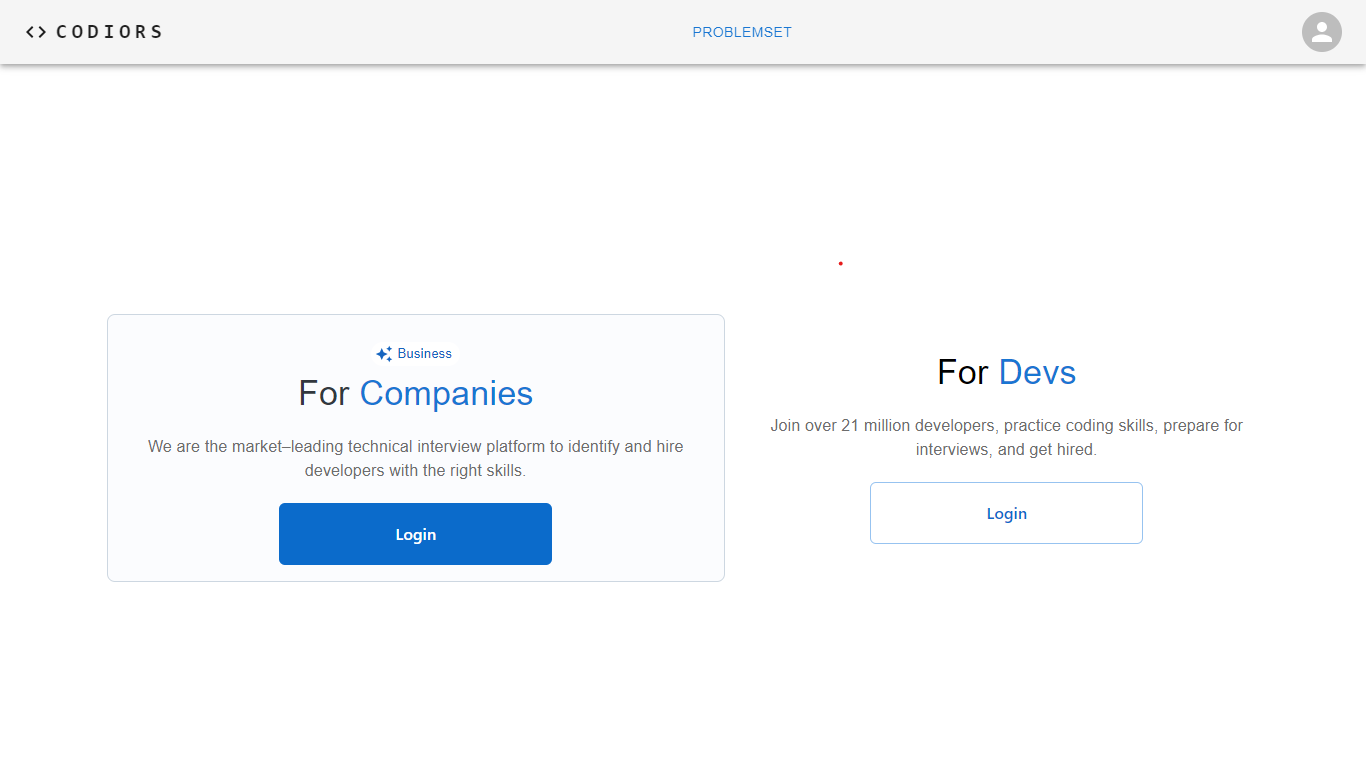 <> CODIORS
PROBLEMSET
Business
For Companies
We are the market–leading technical interview platform to identify and hire
developers with the right skills.
Login
For Devs
Join over 21 million developers, practice coding skills, prepare for
interviews, and get hired.
Login